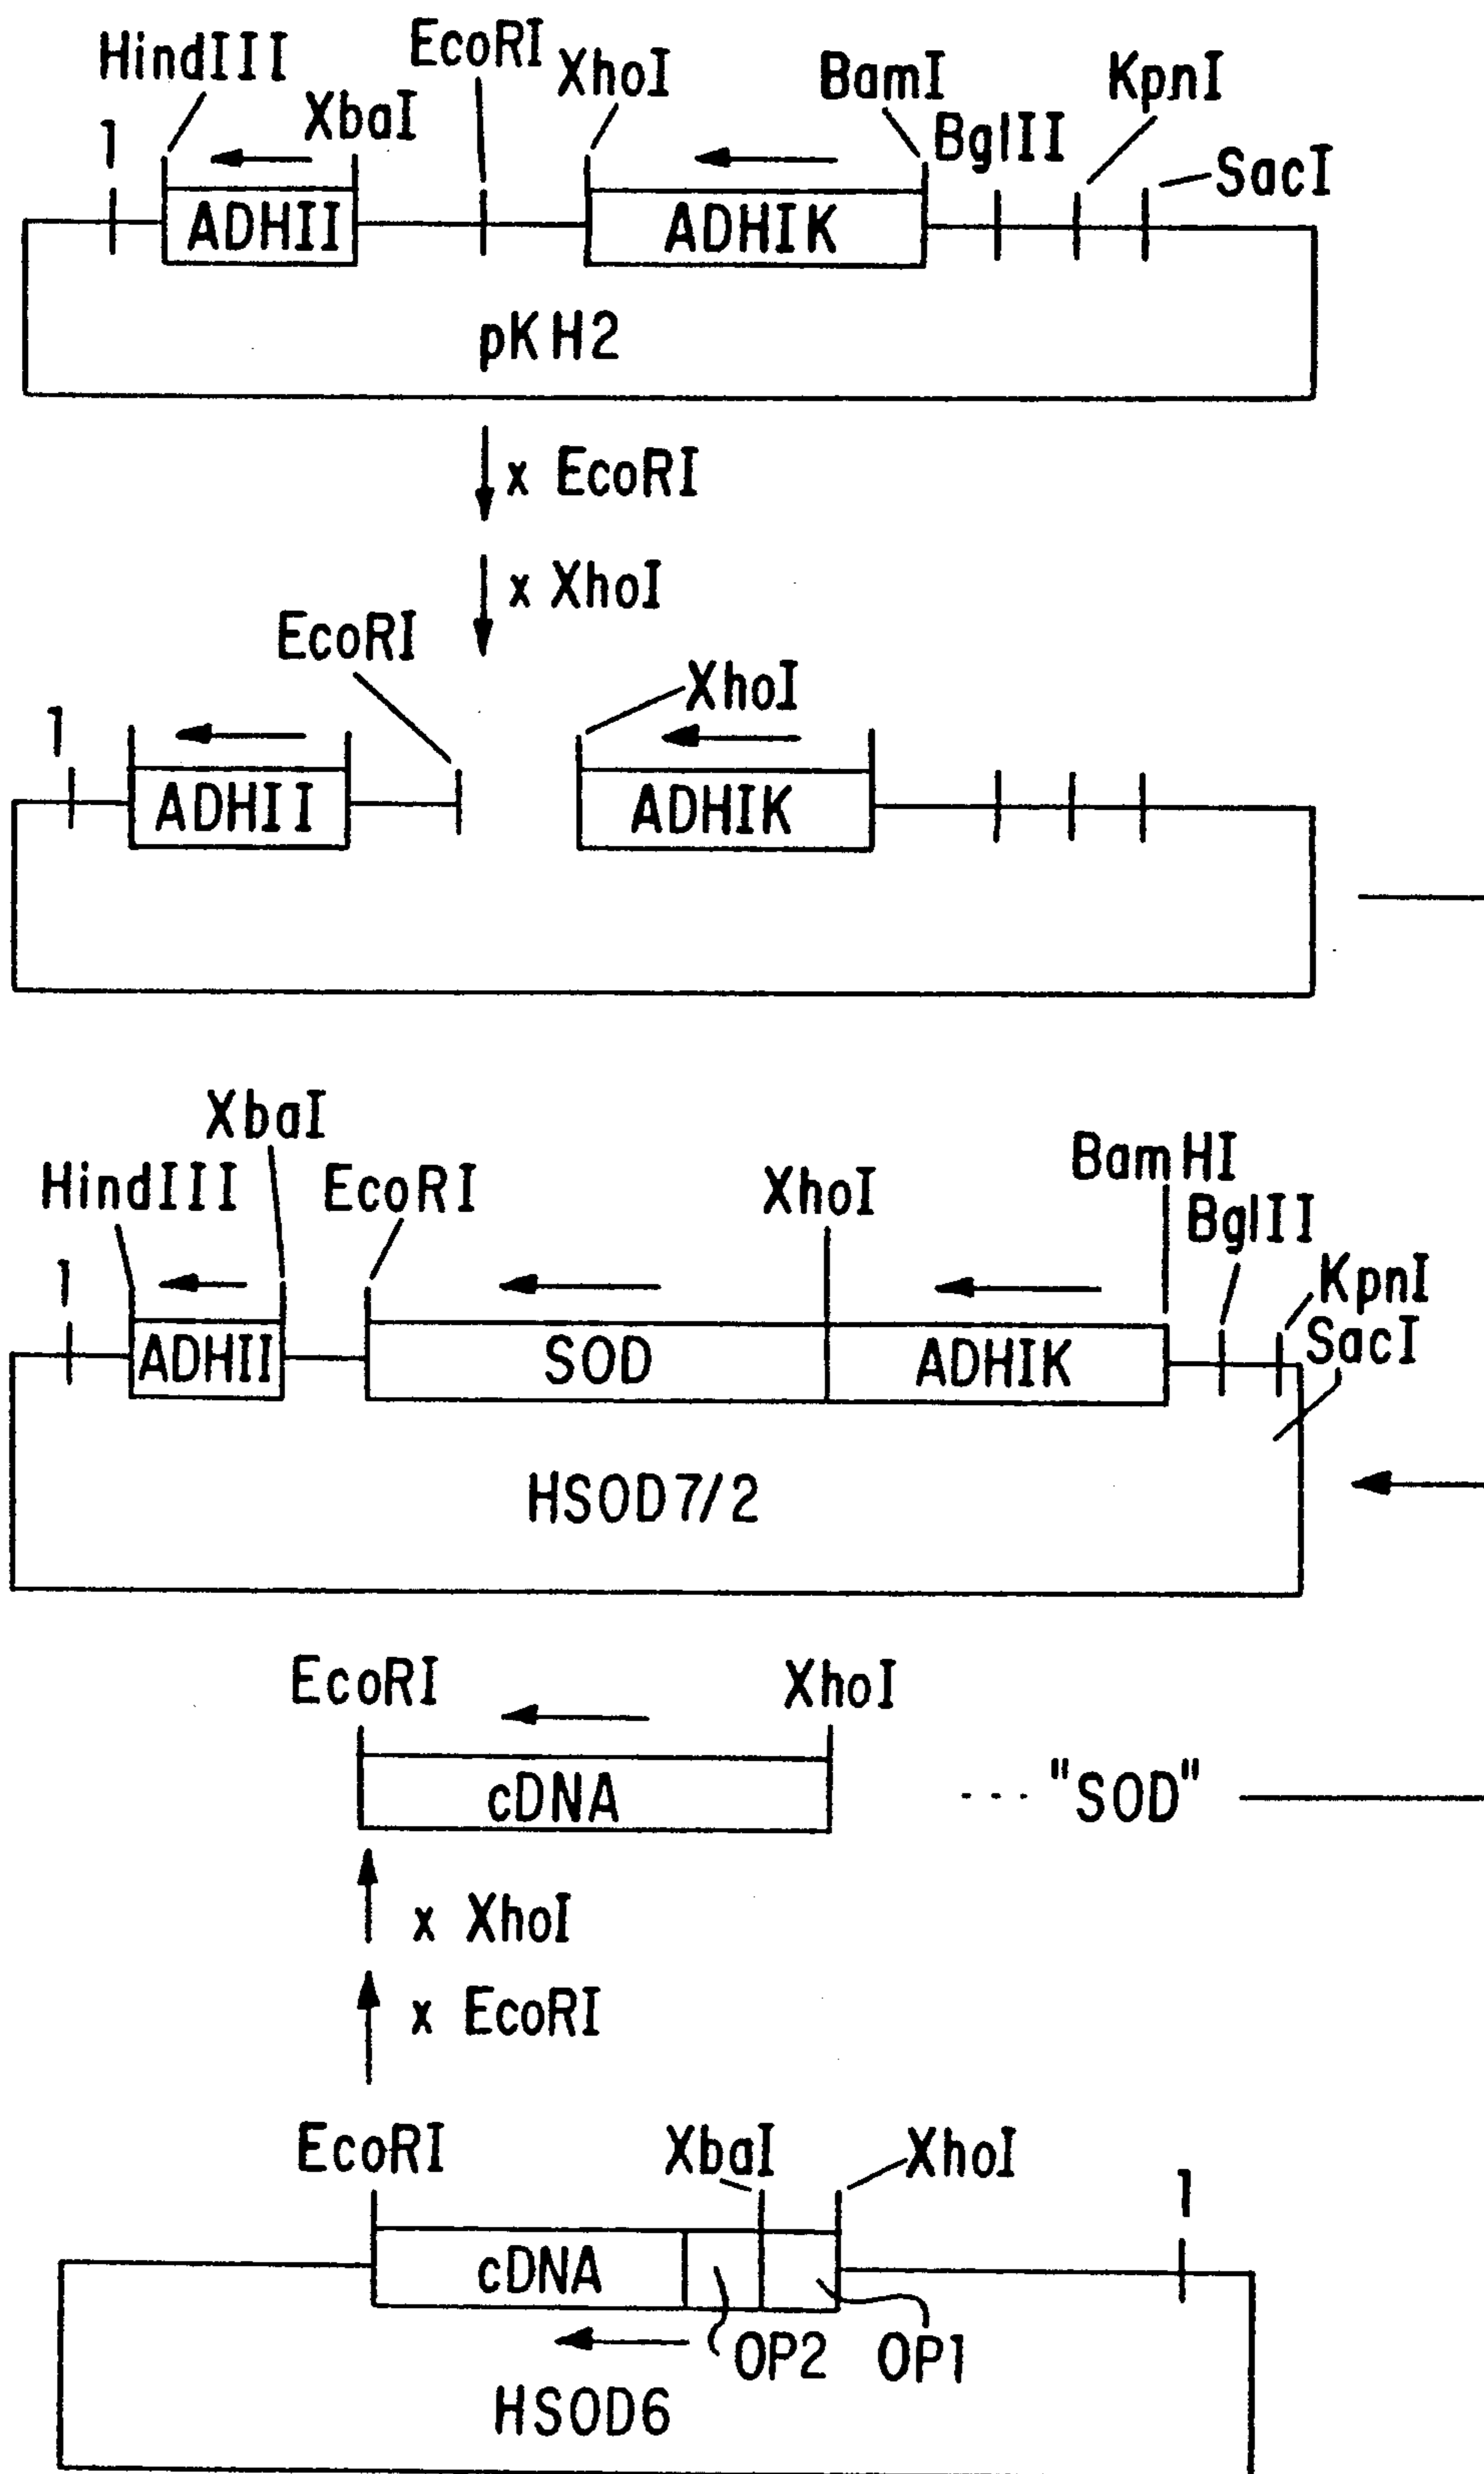 HindIII
EcoRI
XhoI
BamI
KpnI
1
XbaI
BglII
SacI
ADHII
ADHIK
pKH2
x EcoRI
x XhoI
EcoRI
XhoI
1
ADHII
ADHIK
XbaI
HindIII
EcoRI
XhoI
BamHI
BglII
1
KpnI
SacI
ADHII
SOD
ADHIK
HSOD7/2
EcoRI
XhoI
cDNA
... "SOD"
x XhoI
x EcoRI
EcoRI
XbaI
XhoI
1
cDNA
OP2
OP1
HSOD6